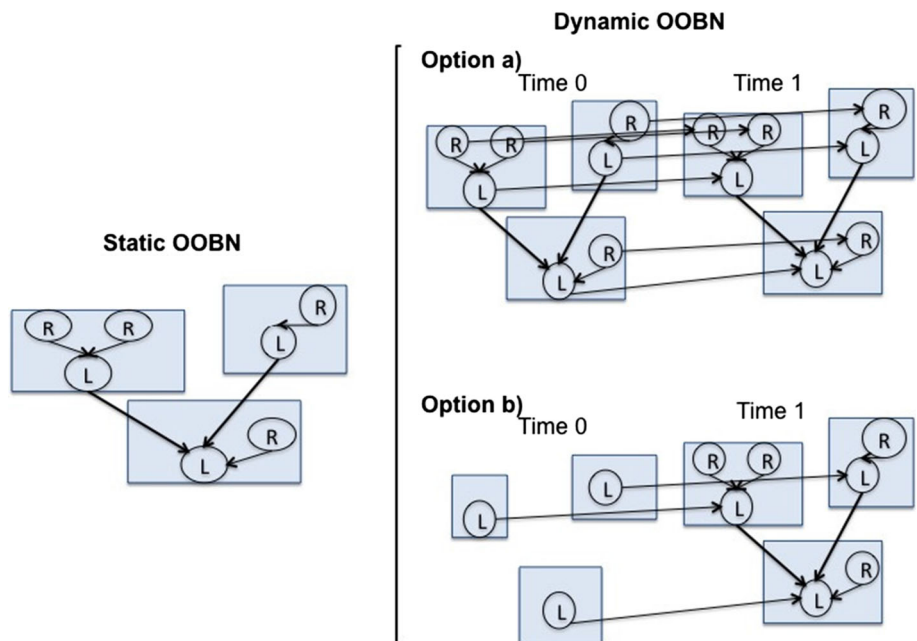 Dynamic OOBN
Option a)
Time 0 Time 1
R R R R R R
L L L L
R R
L L
Static OOBN
R R R
L L
R
L
Option b)
Time 0 Time 1
R R R
L L
L L
R
L L